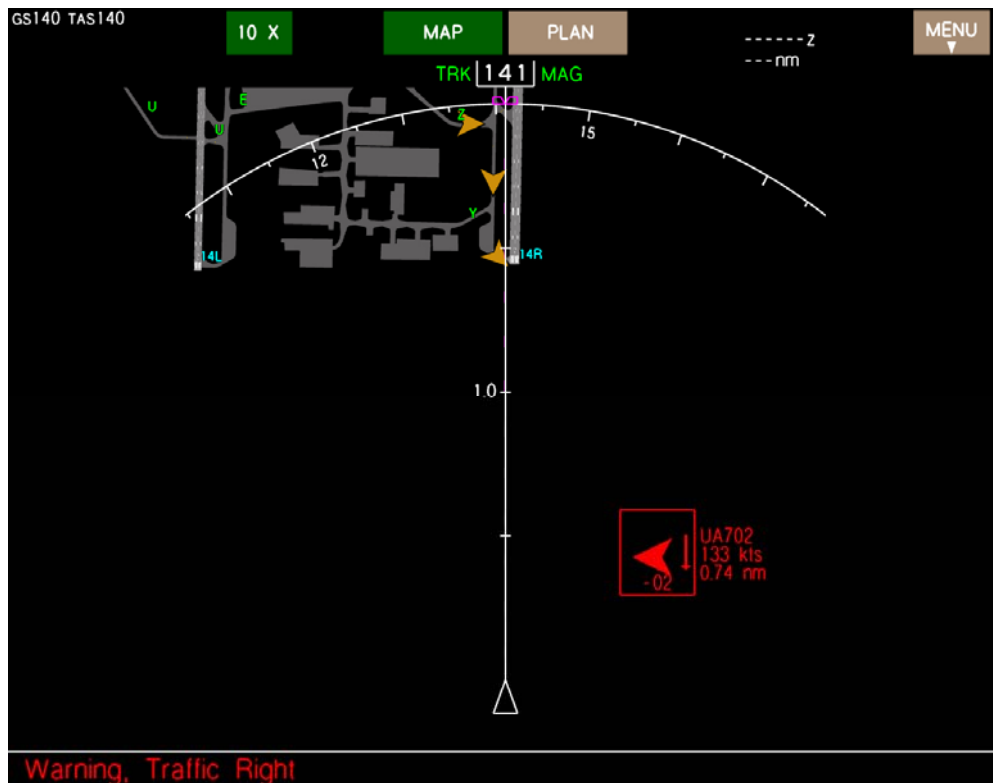 GS140 TAS140
10 X
MAP
PLAN
MENU
------z
---nm
TRK 141 MAG
U
E
U
Z
12
15
Y
14L
14R
1.0
UA702
133 kts
0.74 nm
-02
Warning, Traffic Right